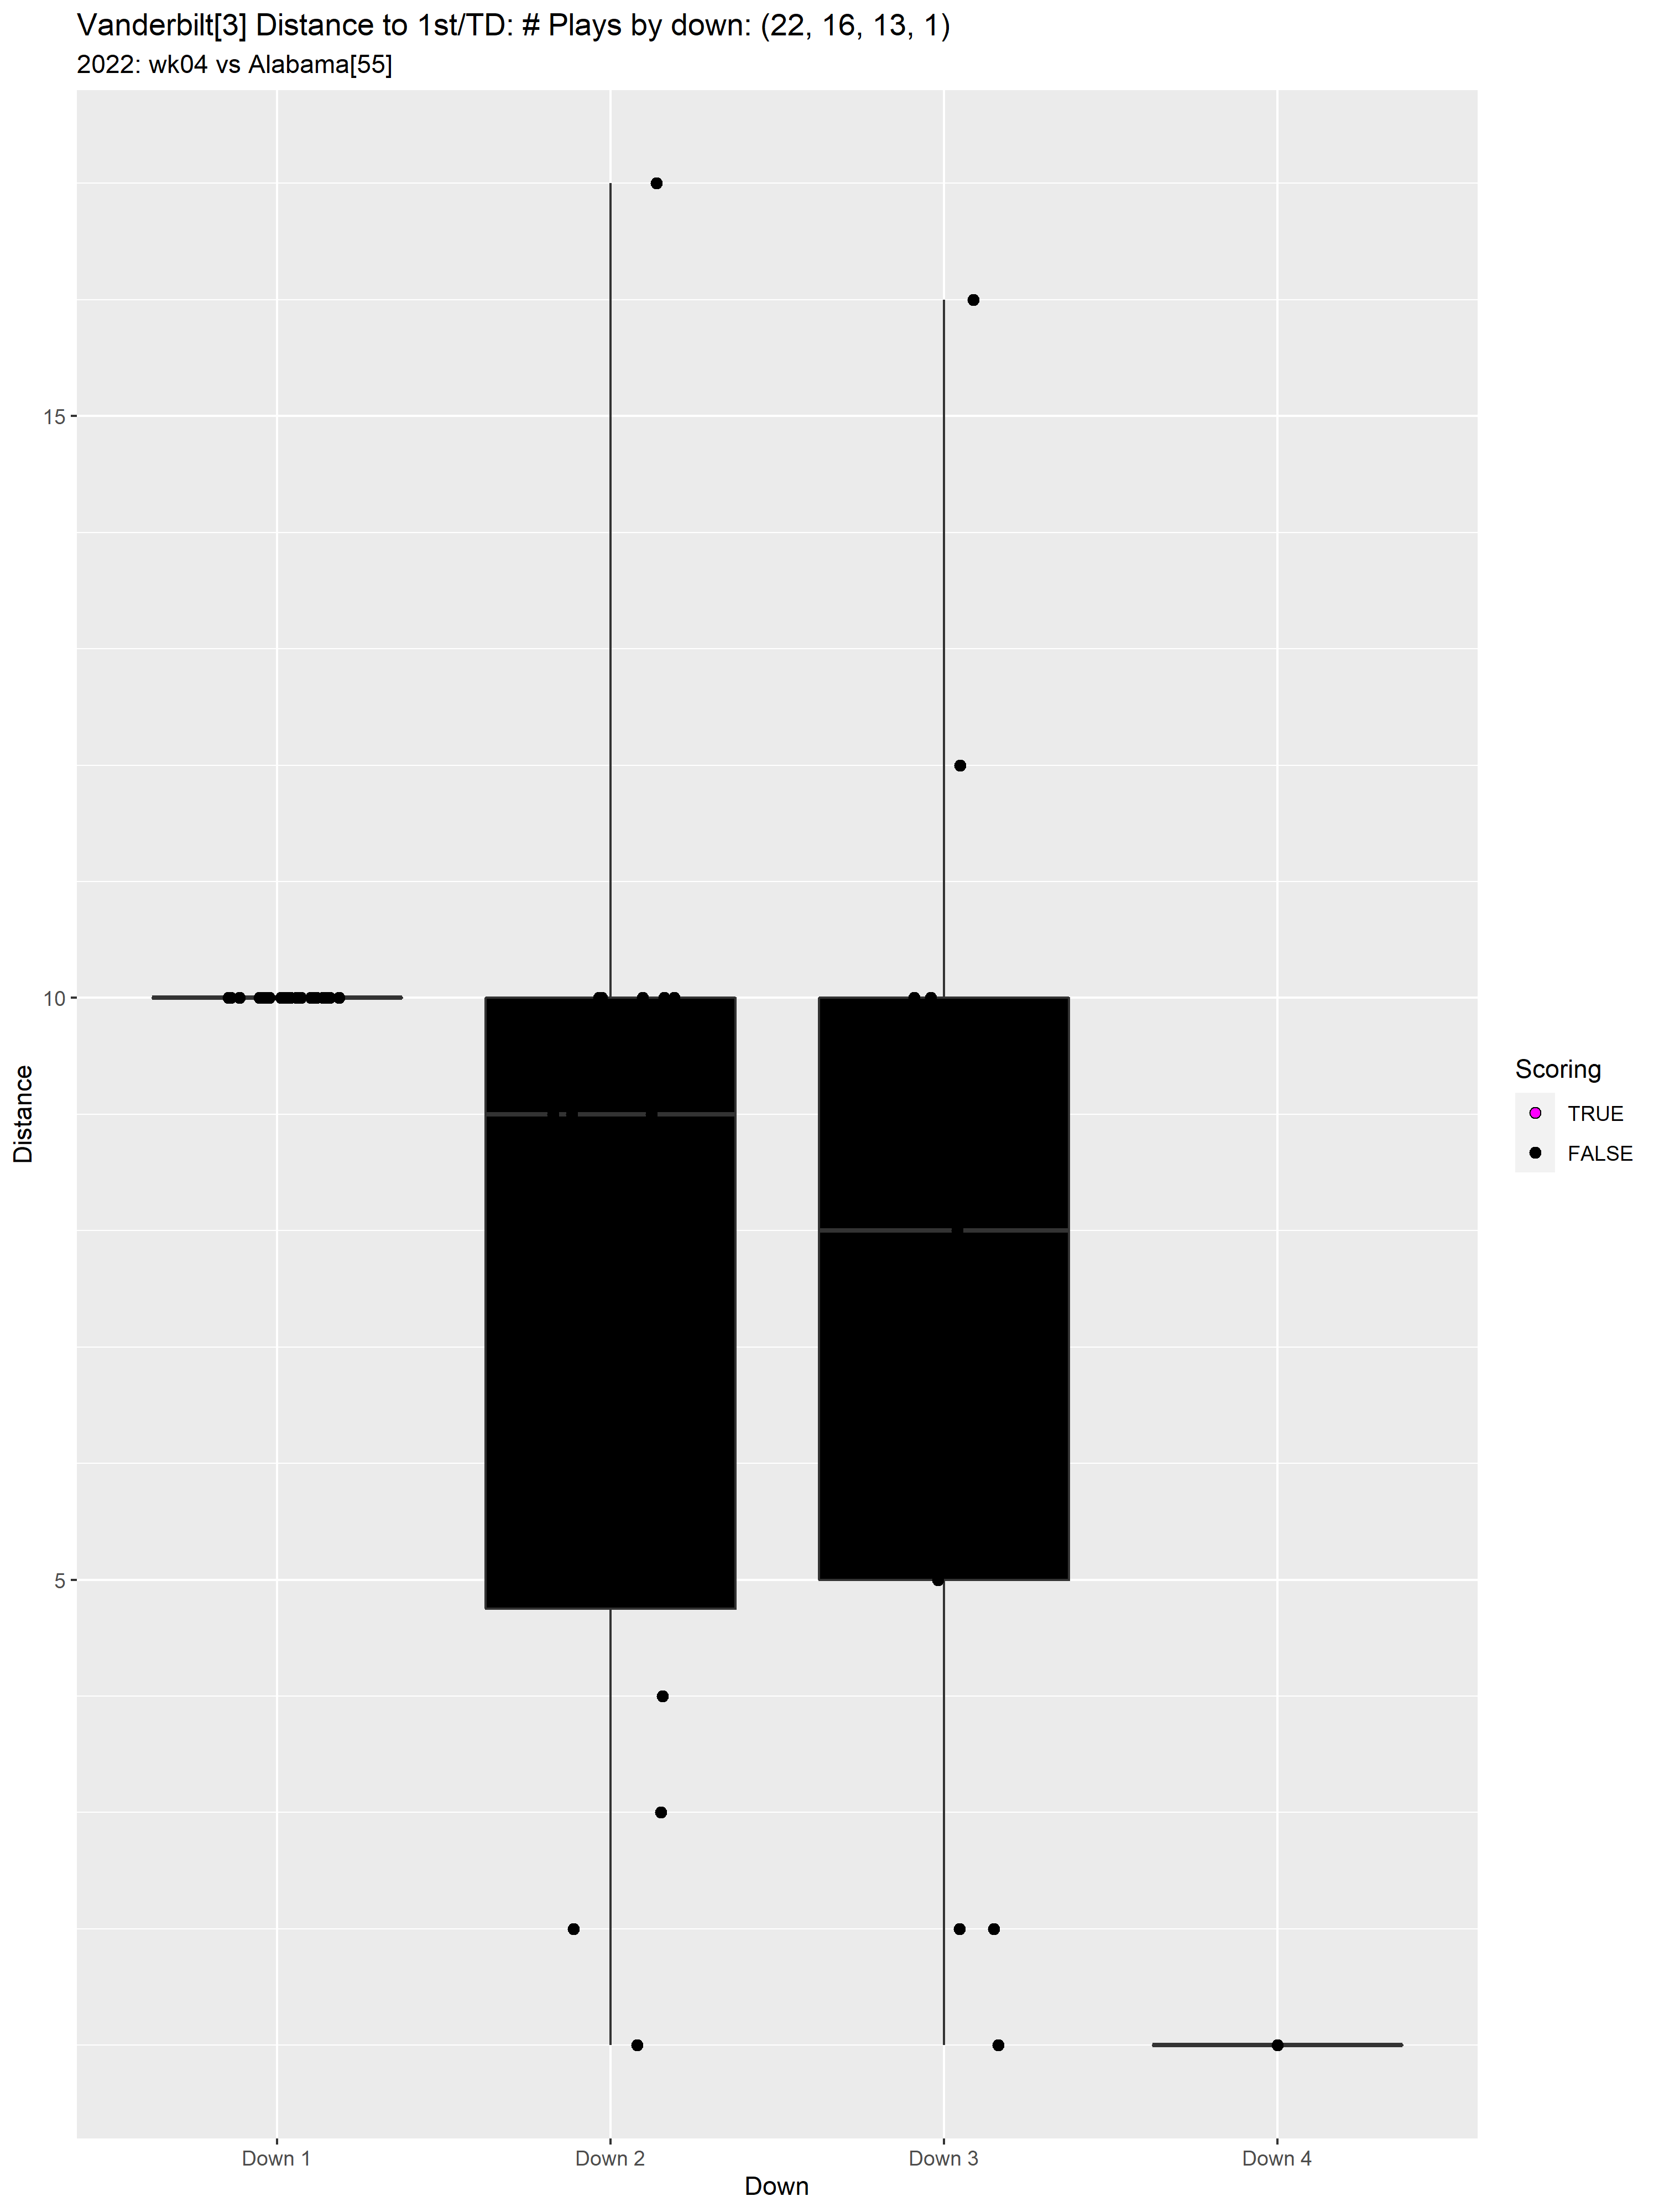 Vanderbilt[3] Distance to 1st/TD: # Plays by down: (22, 16, 13, 1)
2022: wk04 vs Alabama[55]
15
10
5
Distance
Down 1
Down 2
Down 3
Down 4
Down
Scoring
TRUE
FALSE